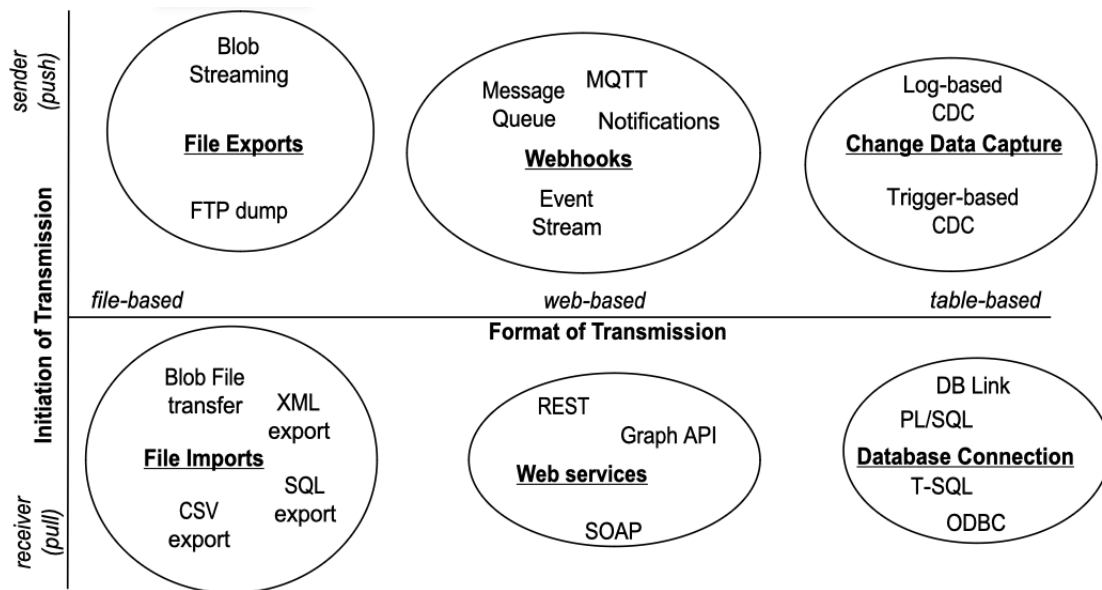 sender
(push)
Blob
Streaming
File Exports
FTP dump
Message
Queue
MQTT
Notifications
Webhooks
Event
Stream
Log-based
CDC
Change Data Capture
Trigger-based
CDC
Initiation of Transmission
file-based
web-based
table-based
Format of Transmission
receiver
(pull)
Blob File
transfer
XML
export
File Imports
SQL
export
CSV
export
REST
Graph API
Web services
SOAP
DB Link
PL/SQL
Database Connection
T-SQL
ODBC